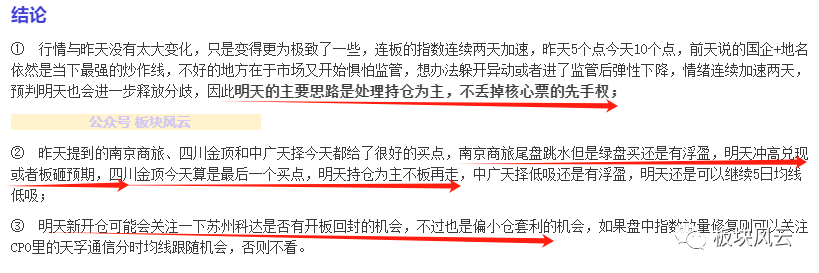 结论
① 行情与昨天没有太大变化，只是变得更为极致了一些，连板的指数连续两天加速，昨天5个点今天10个点，前天说的国企+地名
依然是当下最强的炒作线，不好的地方在于市场又开始惧怕监管，想办法躲开异动或者进了监管后弹性下降，情绪连续加速两天，
预判明天也会进一步释放分歧，因此明天的主要思路是处理持仓为主，不丢掉核心票的先手权；
公众号 板块风云
② 昨天提到的南京商旅、四川金顶和中广天择今天都给了很好的买点，南京商旅尾盘跳水但是绿盘买还是有浮盈，明天冲高兑现
或者板砸预期，四川金顶今天算是最后一个买点，明天持仓为主不板再走，中广天择低吸还是有浮盈，明天还是可以继续5日均线
低吸；
③ 明天新开仓可能会关注一下苏州科达是否有开板回封的机会，不过也是偏小仓套利的机会，如果盘中指数放量修复则可以关注
CPO里的天孚通信分时均线跟随机会，否则不看。
板块风云